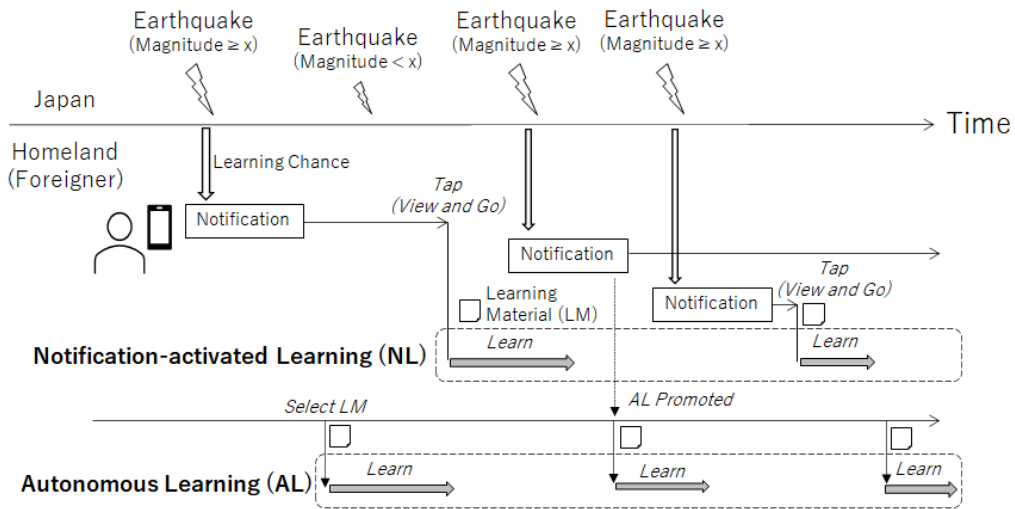 Earthquake
(Magnitude ≥ x)
Earthquake
(Magnitude < x)
Earthquake
(Magnitude ≥ x)
Earthquake
(Magnitude ≥ x)
Japan
Time
Homeland
(Foreigner)
Learning Chance
Notification
Tap
(View and Go)
Notification
Notification
Tap
(View and Go)
Learning
Material (LM)
Notification-activated Learning (NL)
Learn
Learn
Select LM
AL Promoted
Autonomous Learning (AL)
Learn
Learn
Learn